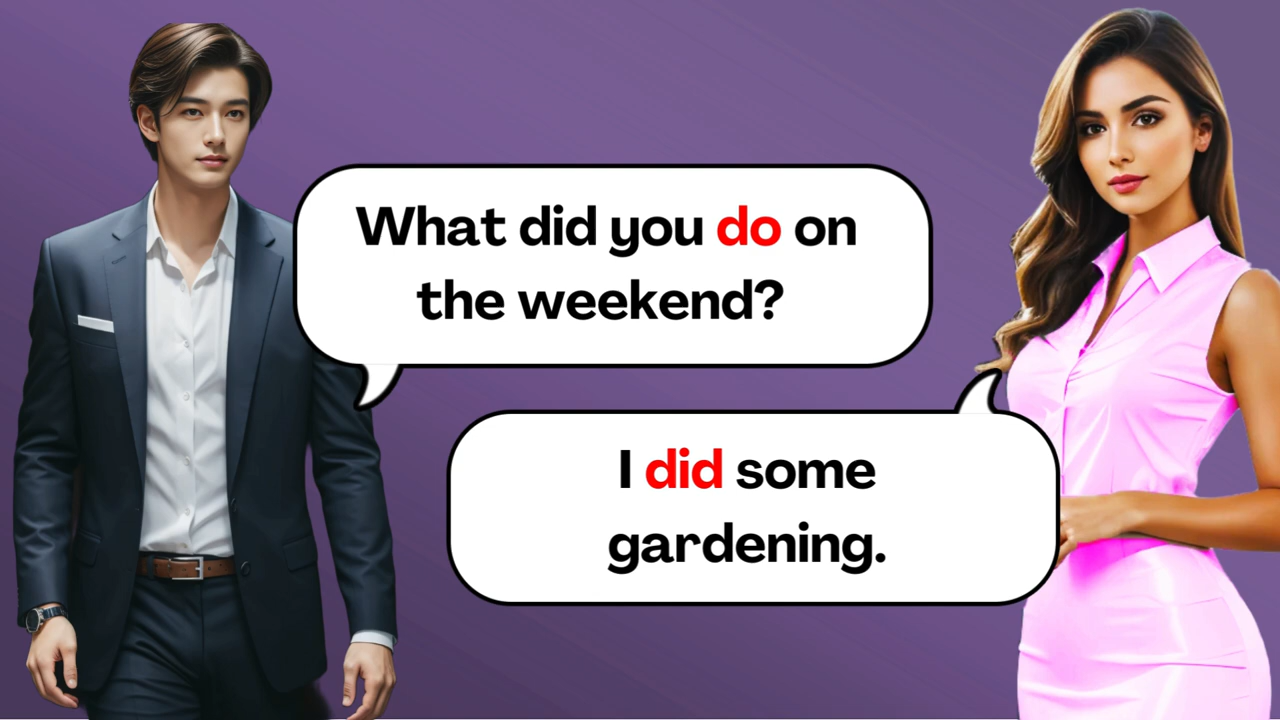 What did you do on
the weekend?
I did some
gardening.